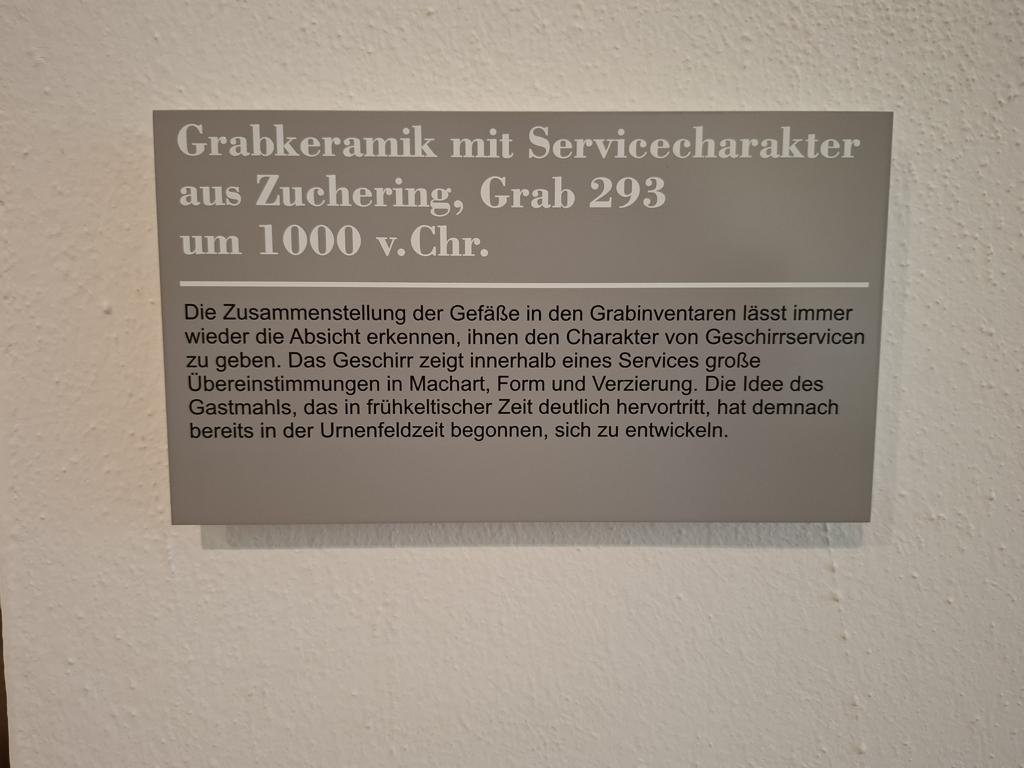 Grabkeramik mit Servicecharakter
aus Zuchering, Grab 293
um 1000 v.Chr.
Die Zusammenstellung der Gefäße in den Grabinventaren lässt immer
wieder die Absicht erkennen, ihnen den Charakter von Geschirrservicen
zu geben. Das Geschirr zeigt innerhalb eines Services große
Übereinstimmungen in Machart, Form und Verzierung. Die Idee des
Gastmahls, das in frühkeltischer Zeit deutlich hervortritt, hat demnach
bereits in der Urnenfeldzeit begonnen, sich zu entwickeln.